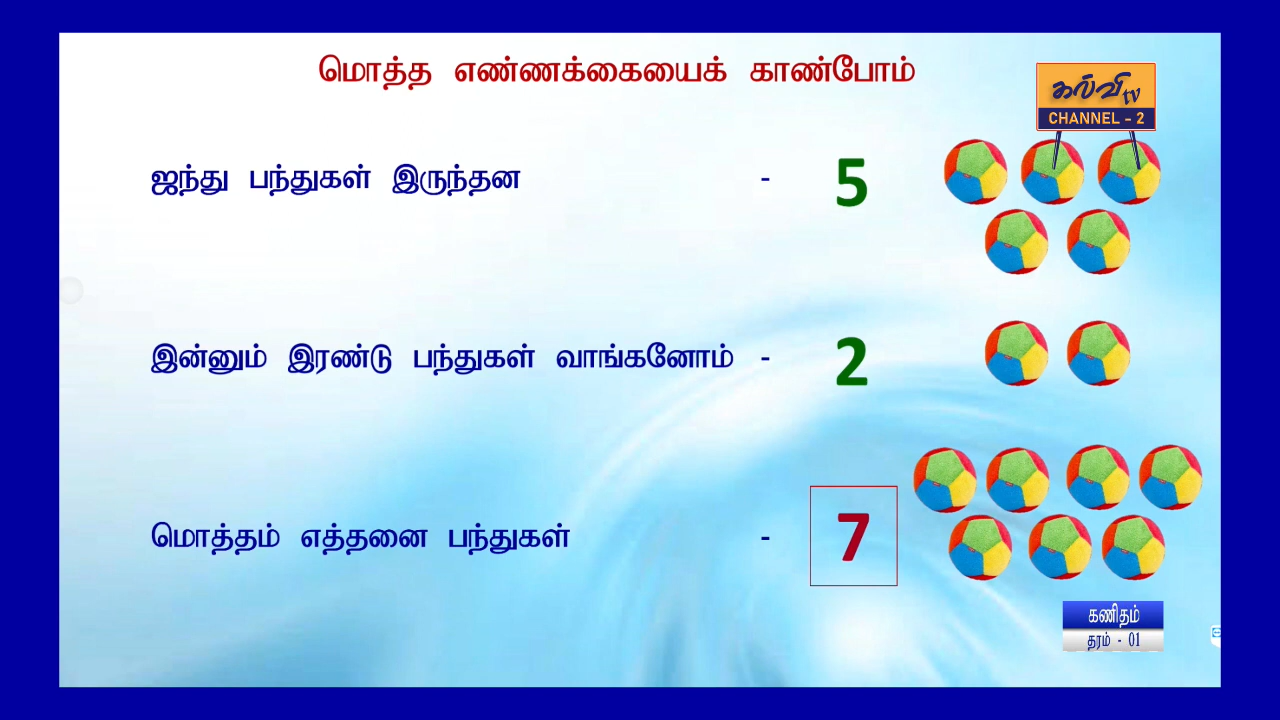 மொத்த எண்ணக்கையைக் காண்போம்
கல்வி tv
CHANNEL - 2
ஐந்து பந்துகள் இருந்தன - 5
இன்னும் இரண்டு பந்துகள் வாங்கனோம் - 2
மொத்தம் எத்தனை பந்துகள் - 7
கணிதம்
தரம் - 01